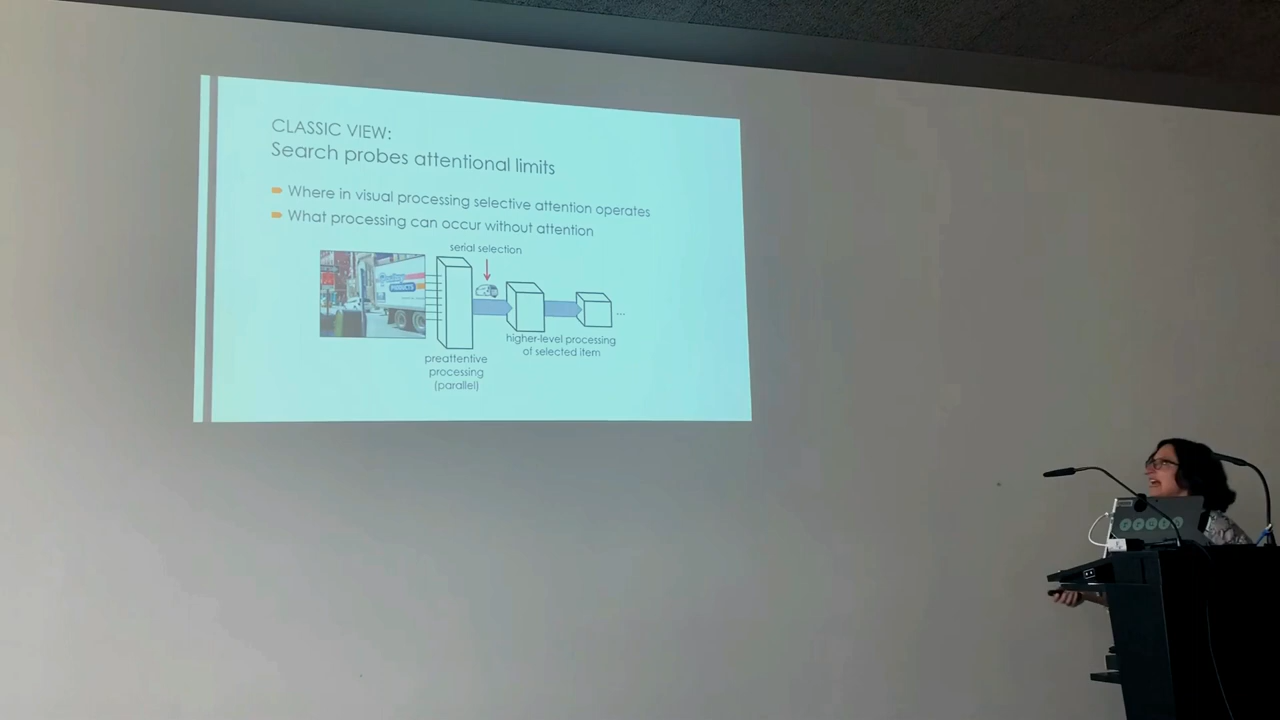 CLASSIC VIEW:
Search probes attentional limits
Where in visual processing selective attention operates
What processing can occur without attention
serial selection
preattentive
processing
(parallel)
higher-level processing
of selected item
...